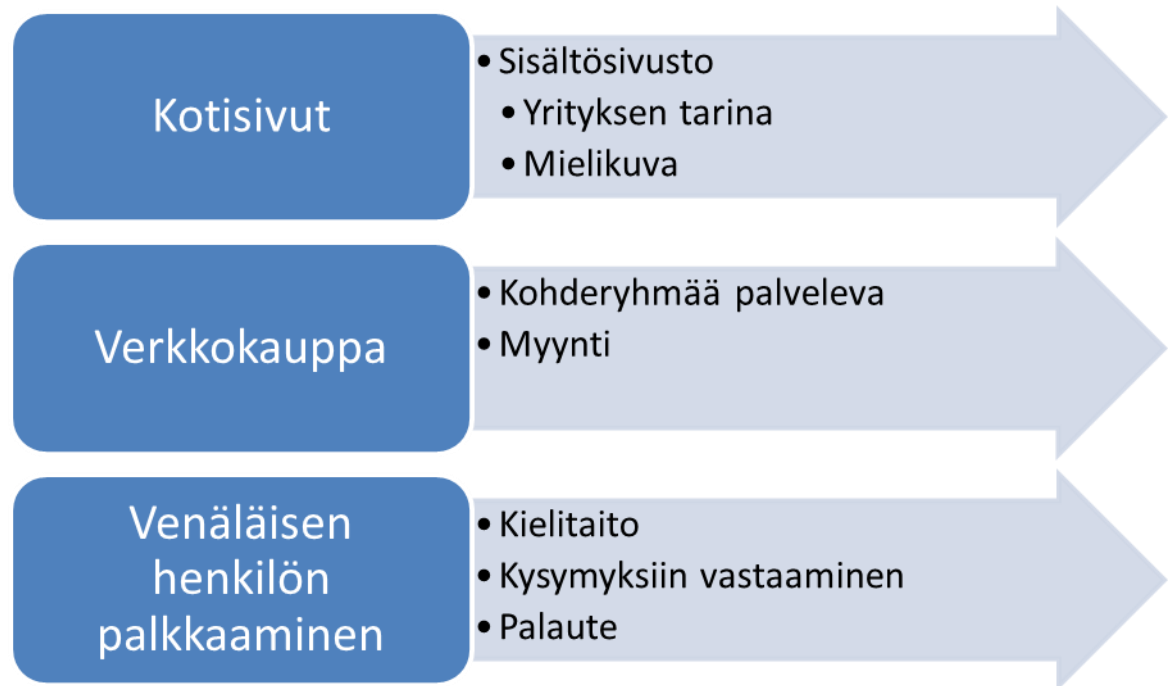 Kotisivut
• Sisältösivusto
• Yrityksen tarina
• Mielikuva
Verkkokauppa
• Kohderyhmää palveleva
• Myynti
Venäläisen
henkilön
palkkaaminen
• Kielitaito
• Kysymyksiin vastaaminen
• Palaute